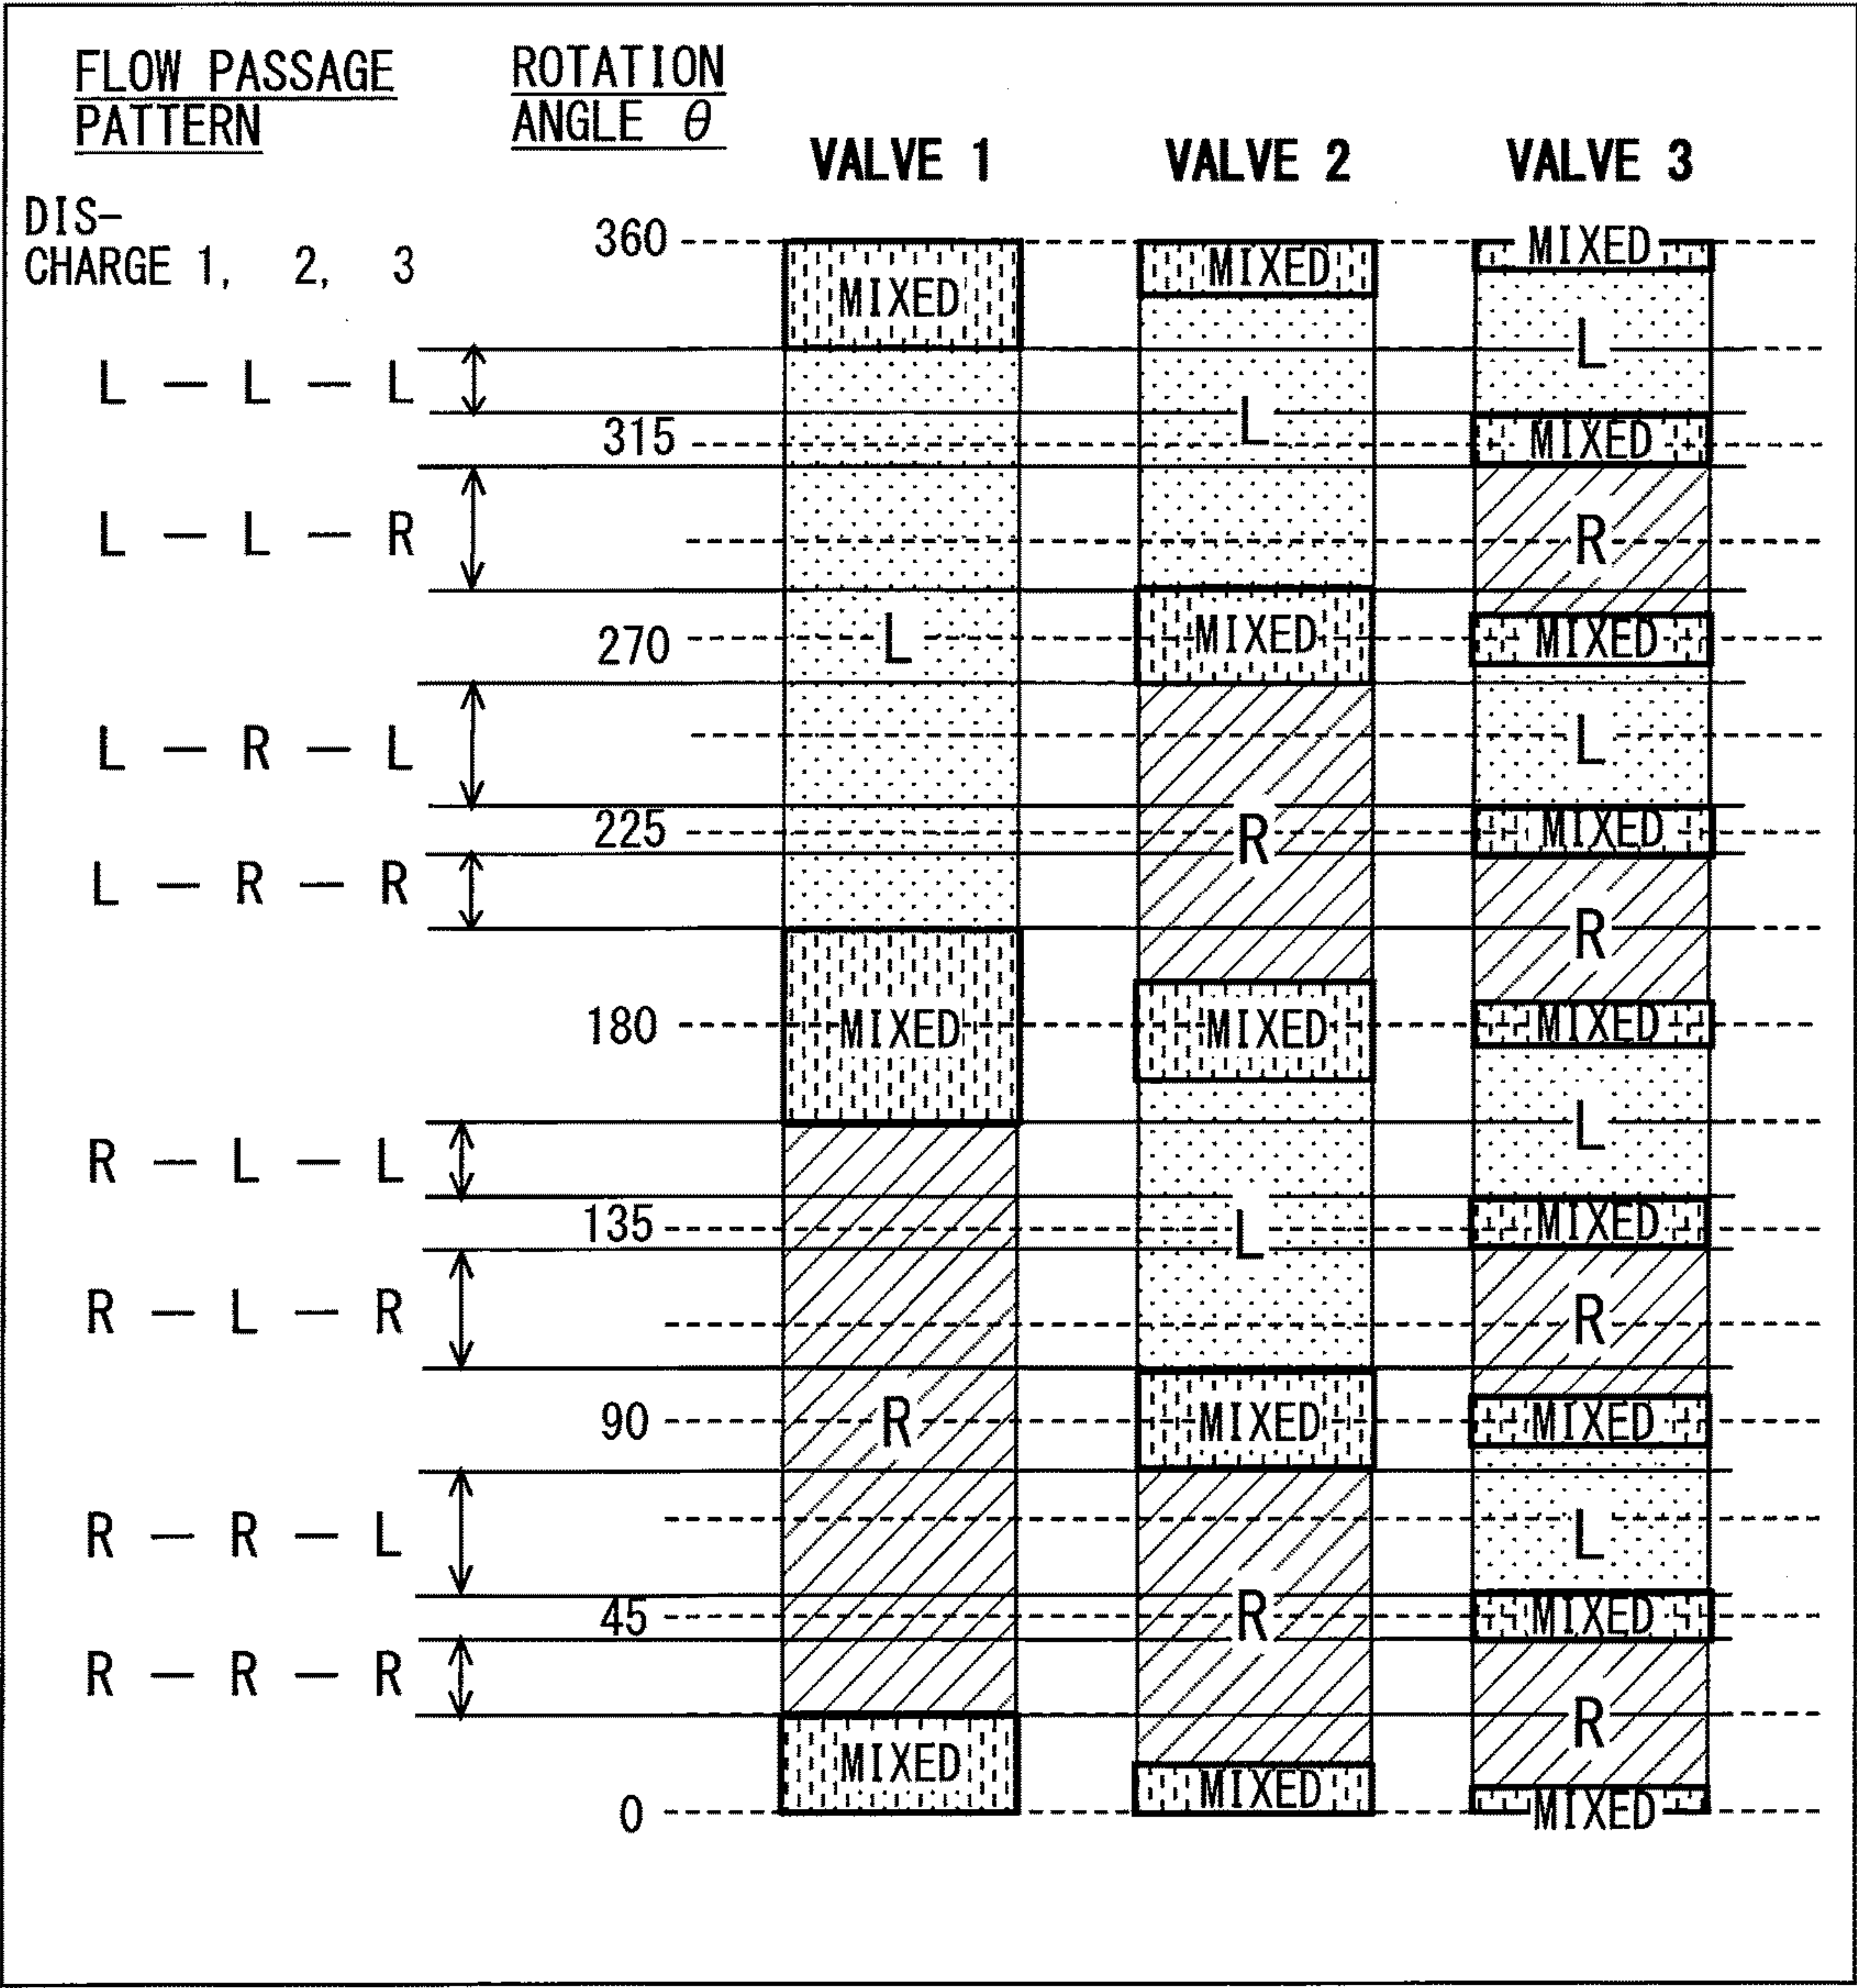 FLOW PASSAGE
PATTERN
ROTATION
ANGLE θ
VALVE 1
VALVE 2
VALVE 3
DIS-
CHARGE 1, 2, 3
360
MIXED
MIXED
MIXED
L
L — L — L
L
315
MIXED
L — L — R
R
270
L
MIXED
MIXED
L — R — L
L
225
R
MIXED
L — R — R
R
180
MIXED
MIXED
MIXED
R — L — L
L
135
L
MIXED
R — L — R
R
90
R
MIXED
MIXED
R — R — L
L
45
R
MIXED
R — R — R
R
MIXED
MIXED
0
MIXED